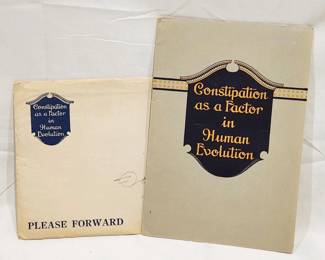 Constipation
as a Factor
in
Human
Evolution
PLEASE FORWARD
Constipation
as a Factor
in
Human
Evolution